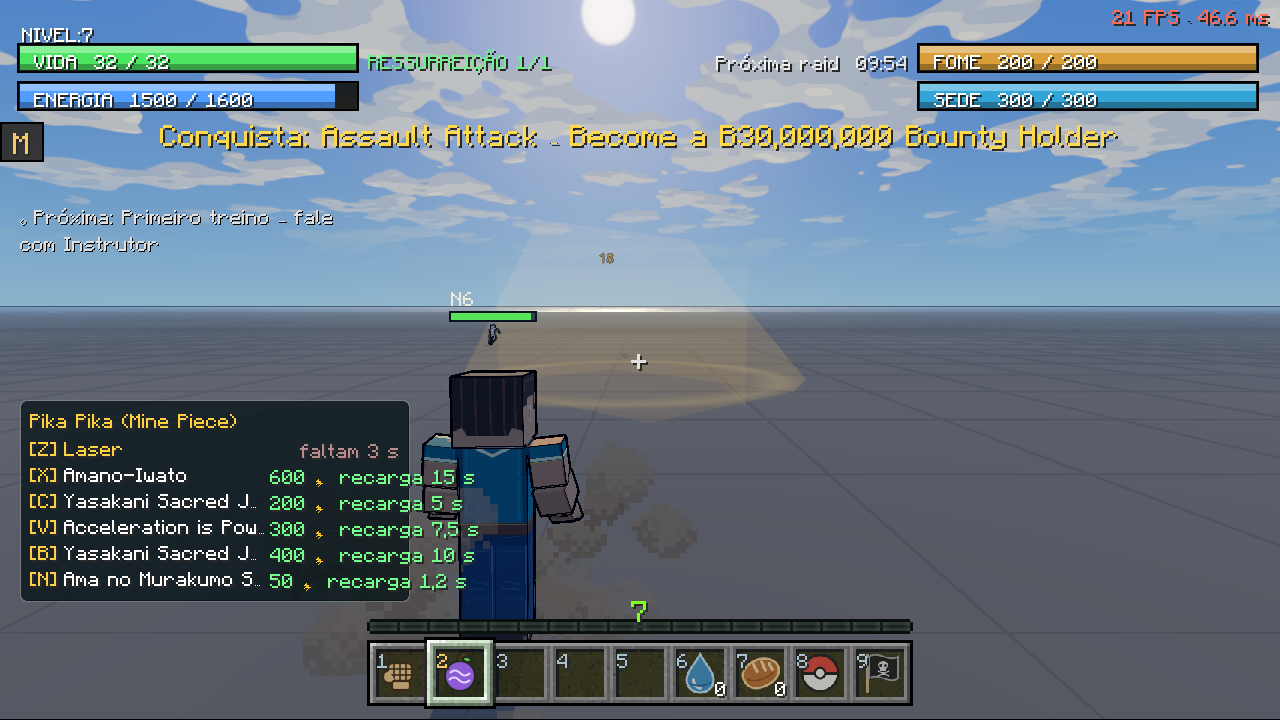 21 FPS · 46.6 ms
NIVEL:7
VIDA 32 / 32
RESSURREIÇÃO 1/1
Próxima raid 09:54
FOME 200 / 200
ENERGIA 1500 / 1600
SEDE 300 / 300
M
Conquista: Assault Attack - Become a B30,000,000 Bounty Holder
Próxima: Primeiro treino - fale
com Instrutor
18
N6
Pika Pika (Mine Piece)
[Z] Laser faltam 3 s
[X] Amano-Iwato 600 recarga 15 s
[C] Yasakani Sacred J… 200 recarga 5 s
[V] Acceleration is Pow… 300 recarga 7,5 s
[B] Yasakani Sacred J… 400 recarga 10 s
[N] Ama no Murakumo S… 50 recarga 1,2 s
7
1 2 3 4 5 6 7 8 9
0 0